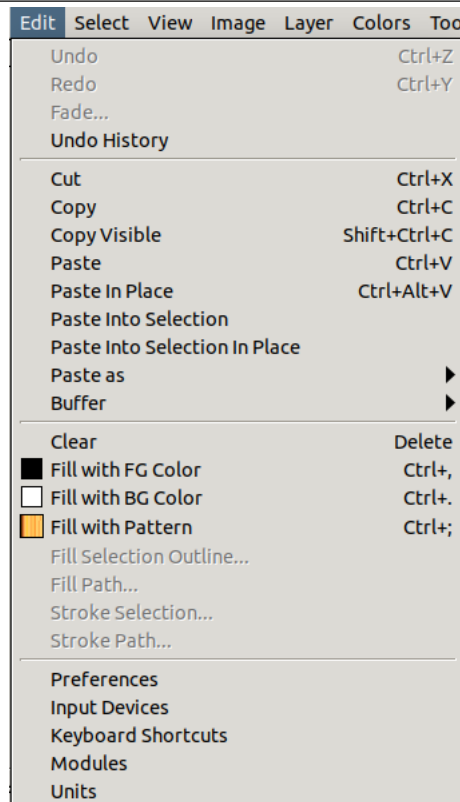 Edit Select View Image Layer Colors Too
Undo Ctrl+Z
Redo Ctrl+Y
Fade...
Undo History
Cut Ctrl+X
Copy Ctrl+C
Copy Visible Shift+Ctrl+C
Paste Ctrl+V
Paste In Place Ctrl+Alt+V
Paste Into Selection
Paste Into Selection In Place
Paste as
Buffer
Clear Delete
Fill with FG Color Ctrl+,
Fill with BG Color Ctrl+.
Fill with Pattern Ctrl+;
Fill Selection Outline...
Fill Path...
Stroke Selection...
Stroke Path...
Preferences
Input Devices
Keyboard Shortcuts
Modules
Units